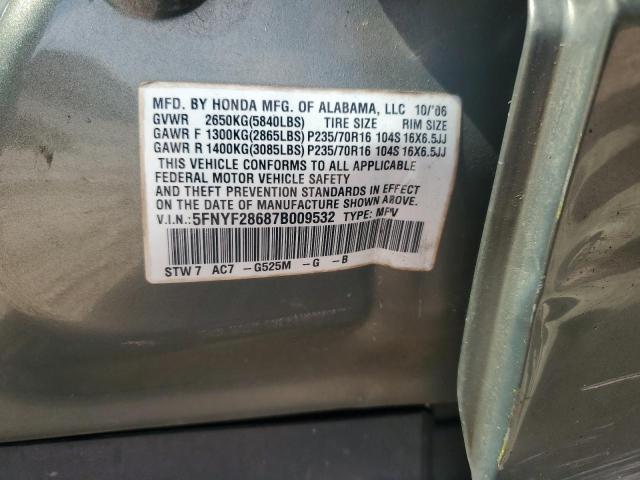 MFD. BY HONDA MFG. OF ALABAMA, LLC 10/'06
GVWR 2650KG(5840LBS) TIRE SIZE RIM SIZE
GAWR F 1300KG(2865LBS) P235/70R16 104S 16X6.5JJ
GAWR R 1400KG(3085LBS) P235/70R16 104S 16X6.5JJ
THIS VEHICLE CONFORMS TO ALL APPLICABLE
FEDERAL MOTOR VEHICLE SAFETY
AND THEFT PREVENTION STANDARDS IN EFFECT
ON THE DATE OF MANUFACTURE SHOWN ABOVE.
V.I.N.: 5FNYF28687B009532 TYPE: MPV
STW7 AC7 -G525M -G -B